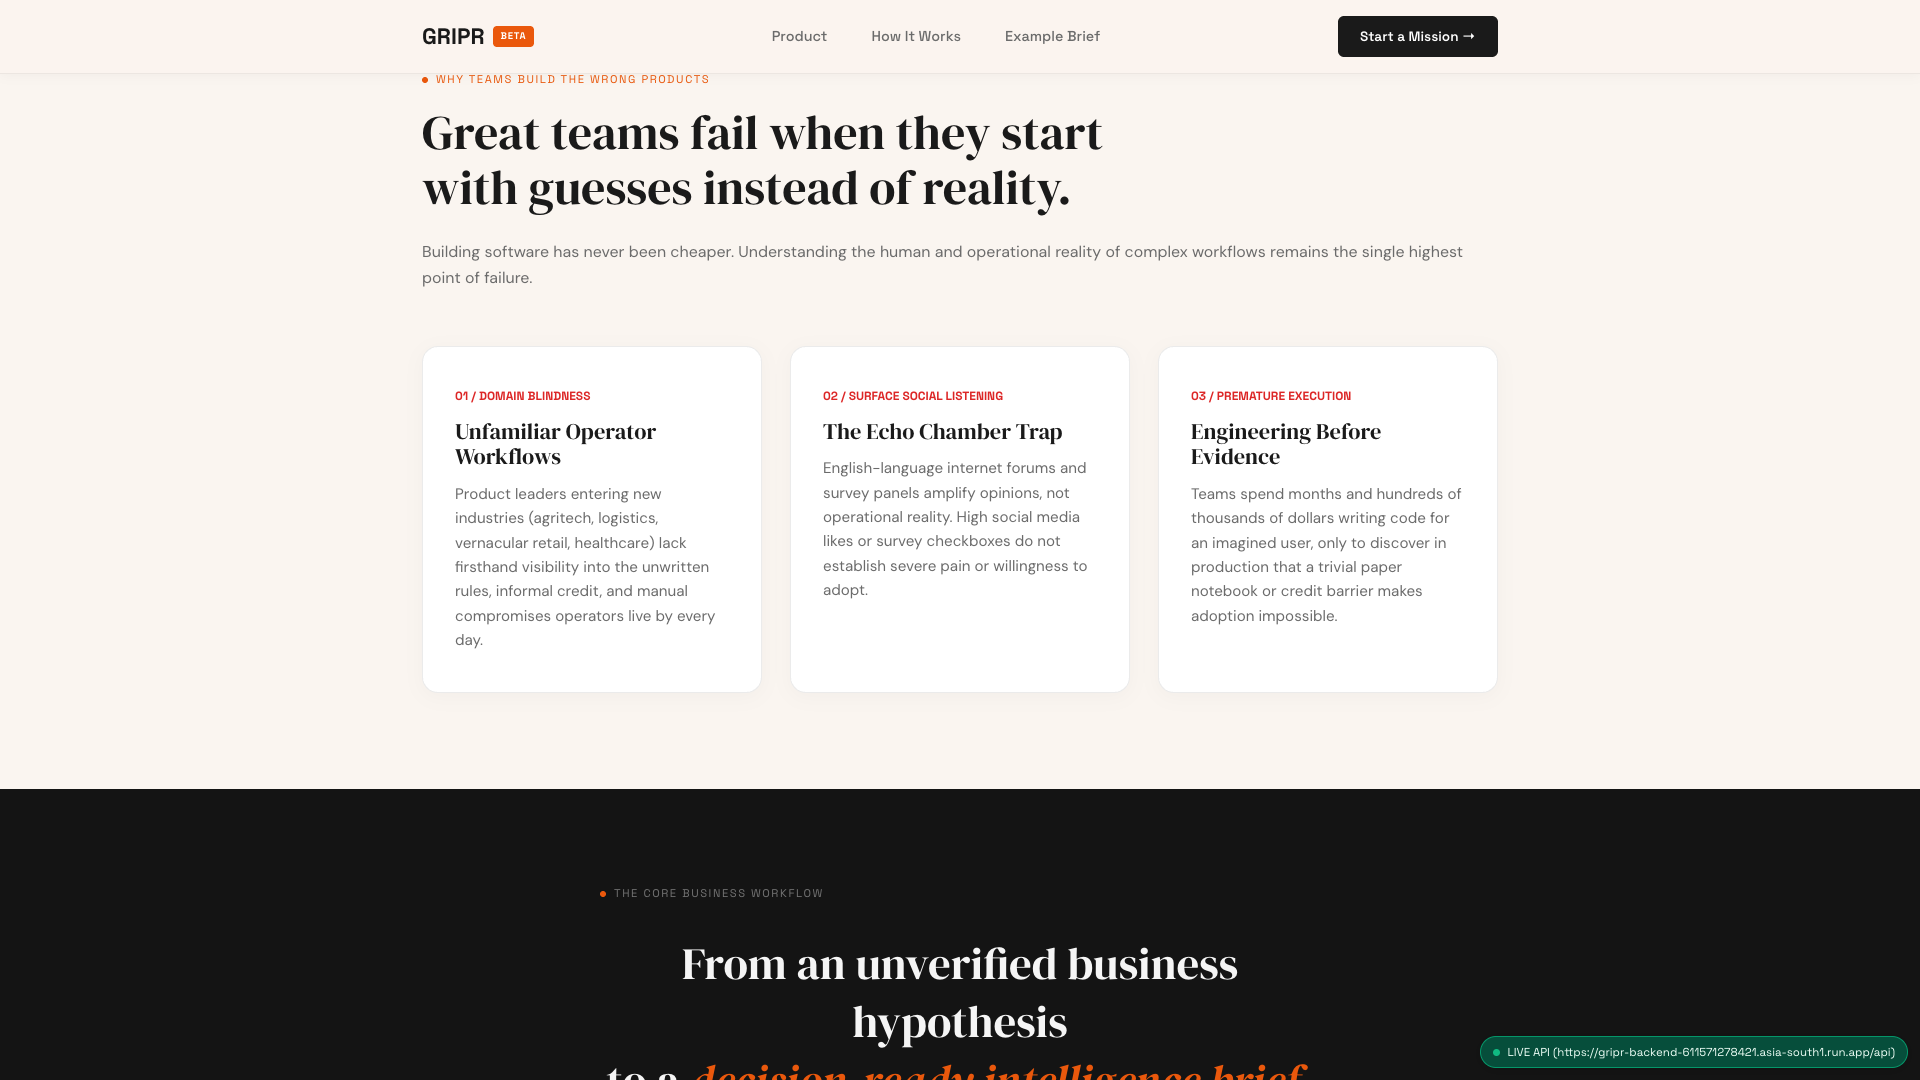 GRIPR BETA
Product
How It Works
Example Brief
Start a Mission →
WHY TEAMS BUILD THE WRONG PRODUCTS
Great teams fail when they start
with guesses instead of reality.
Building software has never been cheaper. Understanding the human and operational reality of complex workflows remains the single highest
point of failure.
01 / DOMAIN BLINDNESS
Unfamiliar Operator
Workflows
Product leaders entering new
industries (agritech, logistics,
vernacular retail, healthcare) lack
firsthand visibility into the unwritten
rules, informal credit, and manual
compromises operators live by every
day.
02 / SURFACE SOCIAL LISTENING
The Echo Chamber Trap
English-language internet forums and
survey panels amplify opinions, not
operational reality. High social media
likes or survey checkboxes do not
establish severe pain or willingness to
adopt.
03 / PREMATURE EXECUTION
Engineering Before
Evidence
Teams spend months and hundreds of
thousands of dollars writing code for
an imagined user, only to discover in
production that a trivial paper
notebook or credit barrier makes
adoption impossible.
THE CORE BUSINESS WORKFLOW
From an unverified business
hypothesis
to a decision-ready intelligence brief
LIVE API (https://gripr-backend-611571278421.asia-south1.run.app/api)